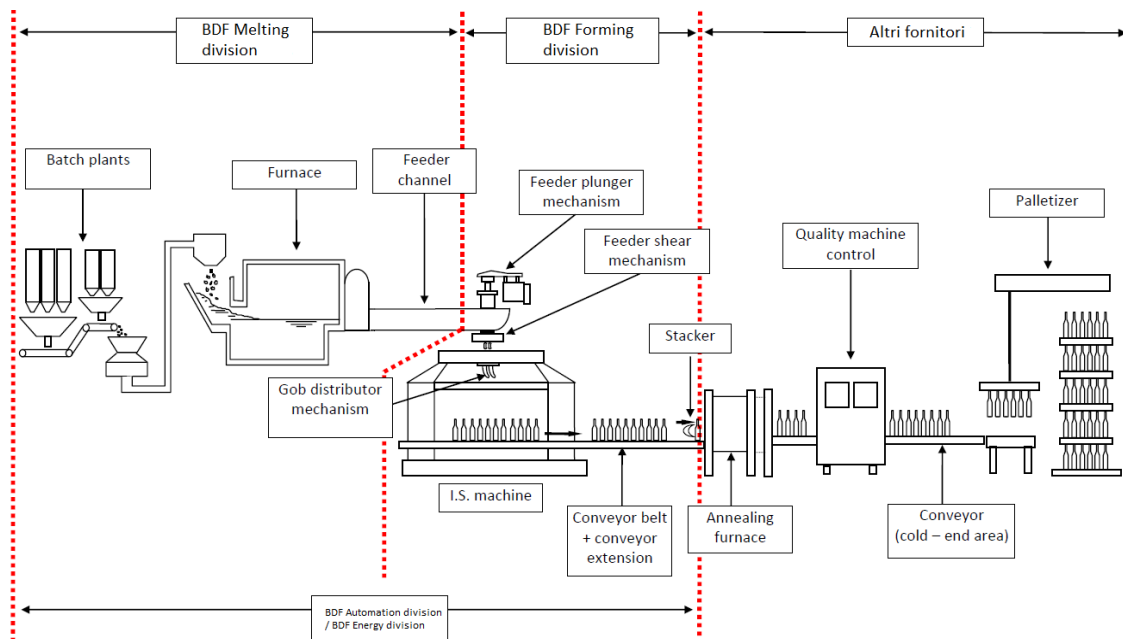 BDF Melting
division
BDF Forming
division
Altri fornitori
Batch plants
Furnace
Feeder
channel
Feeder plunger
mechanism
Feeder shear
mechanism
Quality machine
control
Palletizer
Stacker
Gob distributor
mechanism
I.S. machine
Conveyor belt
+ conveyor
extension
Annealing
furnace
Conveyor
(cold – end area)
BDF Automation division
/ BDF Energy division